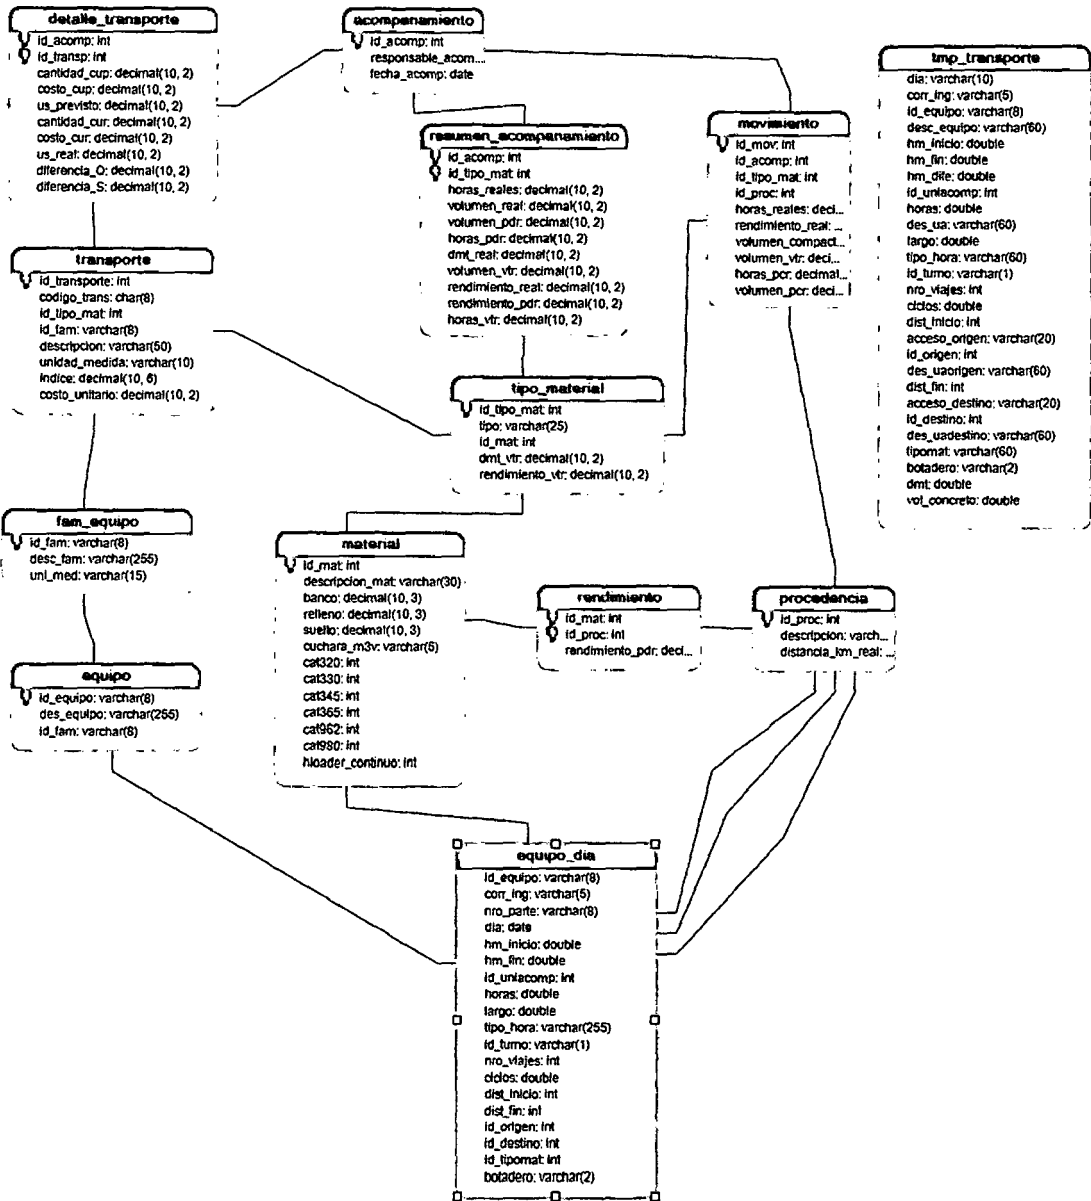 detalle_transporte
id_acomp: int
id_transp: int
cantidad_cup: decimal(10, 2)
costo_cup: decimal(10, 2)
us_previsto: decimal(10, 2)
cantidad_cur: decimal(10, 2)
costo_cur: decimal(10, 2)
us_real: decimal(10, 2)
diferencia_Q: decimal(10, 2)
diferencia_S: decimal(10, 2)
acompanamiento
id_acomp: int
responsable_acom....
fecha_acomp: date
tmp_transporte
dia: varchar(10)
corr_ing: varchar(5)
id_equipo: varchar(8)
desc_equipo: varchar(60)
hm_inicio: double
hm_fin: double
hm_dife: double
id_uniacomp: int
horas: double
des_ua: varchar(60)
largo: double
tipo_hora: varchar(60)
id_turno: varchar(1)
nro_viajes: int
ciclos: double
dist_inicio: int
acceso_origen: varchar(20)
id_origen: int
des_uaorigen: varchar(60)
dist_fin: int
acceso_destino: varchar(20)
id_destino: int
des_uadestino: varchar(60)
tipomat: varchar(60)
botadero: varchar(2)
dmt: double
vol_concreto: double
resumen_acompanamiento
id_acomp: int
id_tipo_mat: int
horas_reales: decimal(10, 2)
volumen_real: decimal(10, 2)
volumen_pdr: decimal(10, 2)
horas_pdr: decimal(10, 2)
dmt_real: decimal(10, 2)
volumen_vtr: decimal(10, 2)
rendimiento_real: decimal(10, 2)
rendimiento_pdr: decimal(10, 2)
horas_vtr: decimal(10, 2)
movimiento
id_mov: int
id_acomp: int
id_tipo_mat: int
id_proc: int
horas_reales: deci...
rendimiento_real: ...
volumen_compact...
volumen_vtr: deci...
horas_pcr: decimal...
volumen_pcr: deci...
transporte
id_transporte: int
codigo_trans: char(8)
id_tipo_mat: int
id_fam: varchar(8)
descripcion: varchar(50)
unidad_medida: varchar(10)
indice: decimal(10, 6)
costo_unitario: decimal(10, 2)
tipo_material
id_tipo_mat: int
tipo: varchar(25)
id_mat: int
dmt_vtr: decimal(10, 2)
rendimiento_vtr: decimal(10, 2)
fam_equipo
id_fam: varchar(8)
desc_fam: varchar(255)
uni_med: varchar(15)
material
id_mat: int
descripcion_mat: varchar(30)
banco: decimal(10, 3)
relleno: decimal(10, 3)
suelto: decimal(10, 3)
cuchara_m3v: varchar(5)
cat320: int
cat330: int
cat345: int
cat365: int
cat962: int
cat980: int
hloader_continuo: int
rendimiento
id_mat: int
id_proc: int
rendimiento_pdr: deci...
procedencia
id_proc: int
descripcion: varch...
distancia_km_real: ...
equipo
id_equipo: varchar(8)
des_equipo: varchar(255)
id_fam: varchar(8)
equipo_dia
id_equipo: varchar(8)
corr_ing: varchar(5)
nro_parte: varchar(8)
dia: date
hm_inicio: double
hm_fin: double
id_uniacomp: int
horas: double
largo: double
tipo_hora: varchar(255)
id_turno: varchar(1)
nro_viajes: int
ciclos: double
dist_inicio: int
dist_fin: int
id_origen: int
id_destino: int
id_tipomat: int
botadero: varchar(2)